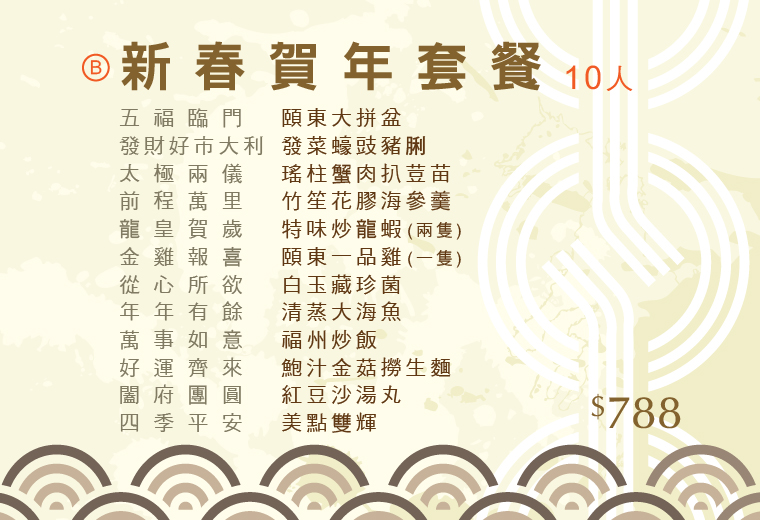 Ⓑ 新春賀年套餐 10人
五福臨門 頤東大拼盆
發財好市大利 發菜蠔豉豬脷
太極兩儀 瑤柱蟹肉扒荳苗
前程萬里 竹笙花膠海參羹
龍皇賀歲 特味炒龍蝦(兩隻)
金雞報喜 頤東一品雞(一隻)
從心所欲 白玉藏珍菌
年年有餘 清蒸大海魚
萬事如意 福州炒飯
好運齊來 鮑汁金菇撈生麵
闔府團圓 紅豆沙湯丸
四季平安 美點雙輝
$788